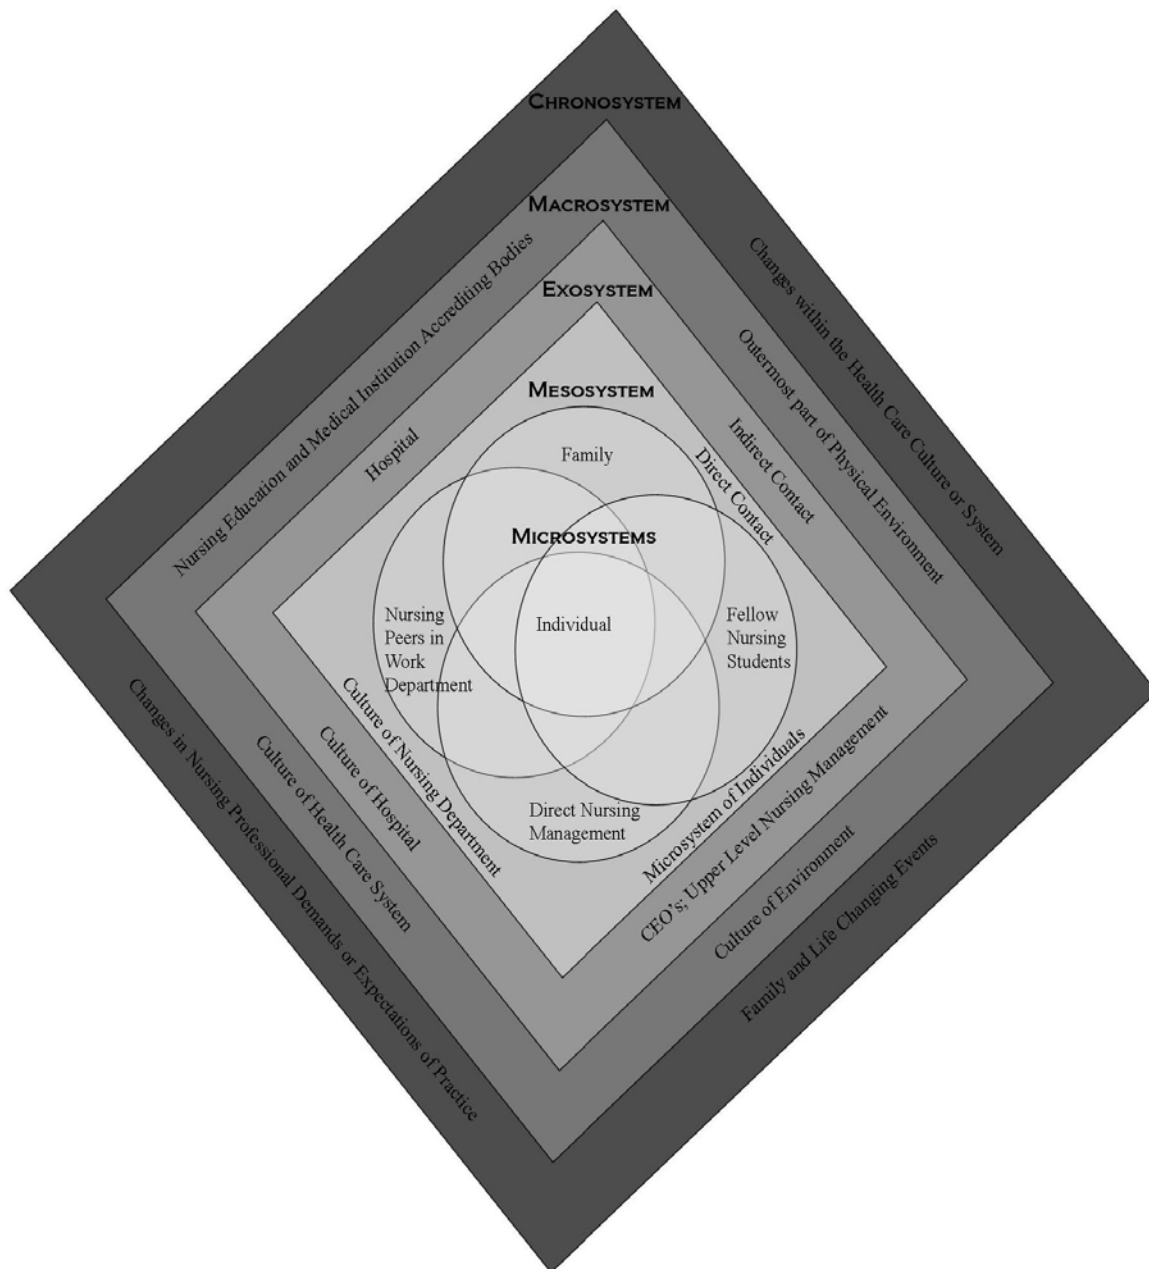 CHRONOSYSTEM
MACROSYSTEM
EXOSYSTEM
MESOSYSTEM
MICROSYSTEMS
Family
Individual
Nursing
Peers in
Work
Department
Fellow
Nursing
Students
Direct Nursing
Management
Direct Contact
Culture of Nursing Department
Microsystem of Individuals
Hospital
Indirect Contact
Culture of Hospital
CEO's; Upper Level Nursing Management
Nursing Education and Medical Institution Accrediting Bodies
Outermost part of Physical Environment
Culture of Health Care System
Culture of Environment
Changes within the Health Care Culture or System
Changes in Nursing Professional Demands or Expectations of Practice
Family and Life Changing Events